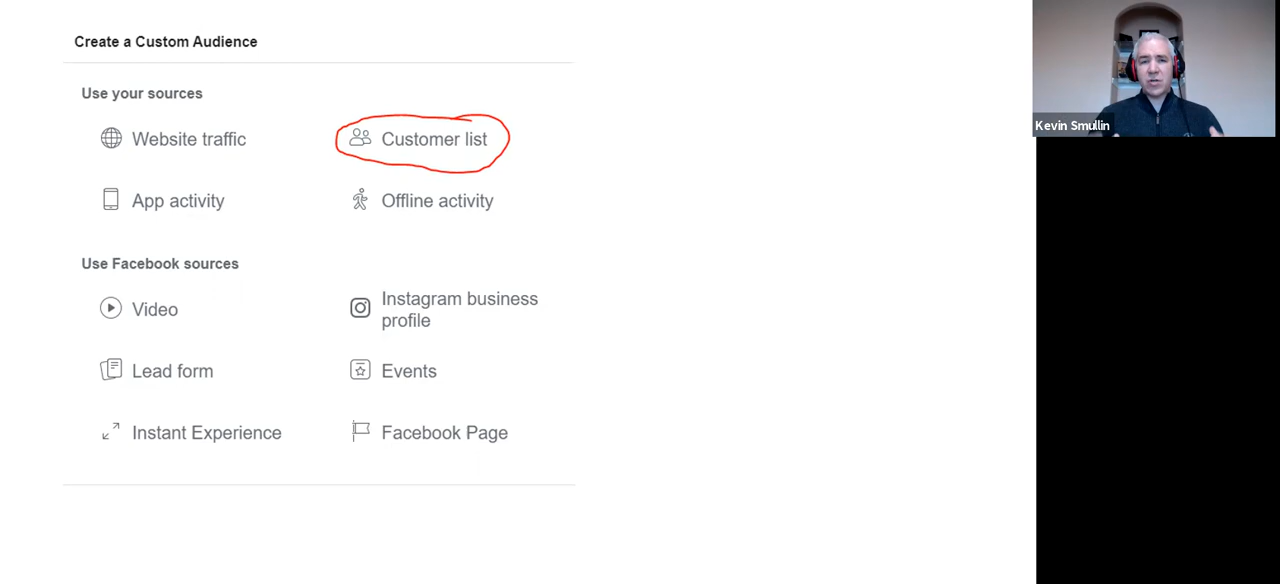 Create a Custom Audience
Use your sources
Website traffic
Customer list
App activity
Offline activity
Use Facebook sources
Video
Instagram business
profile
Lead form
Events
Instant Experience
Facebook Page
Kevin Smullin